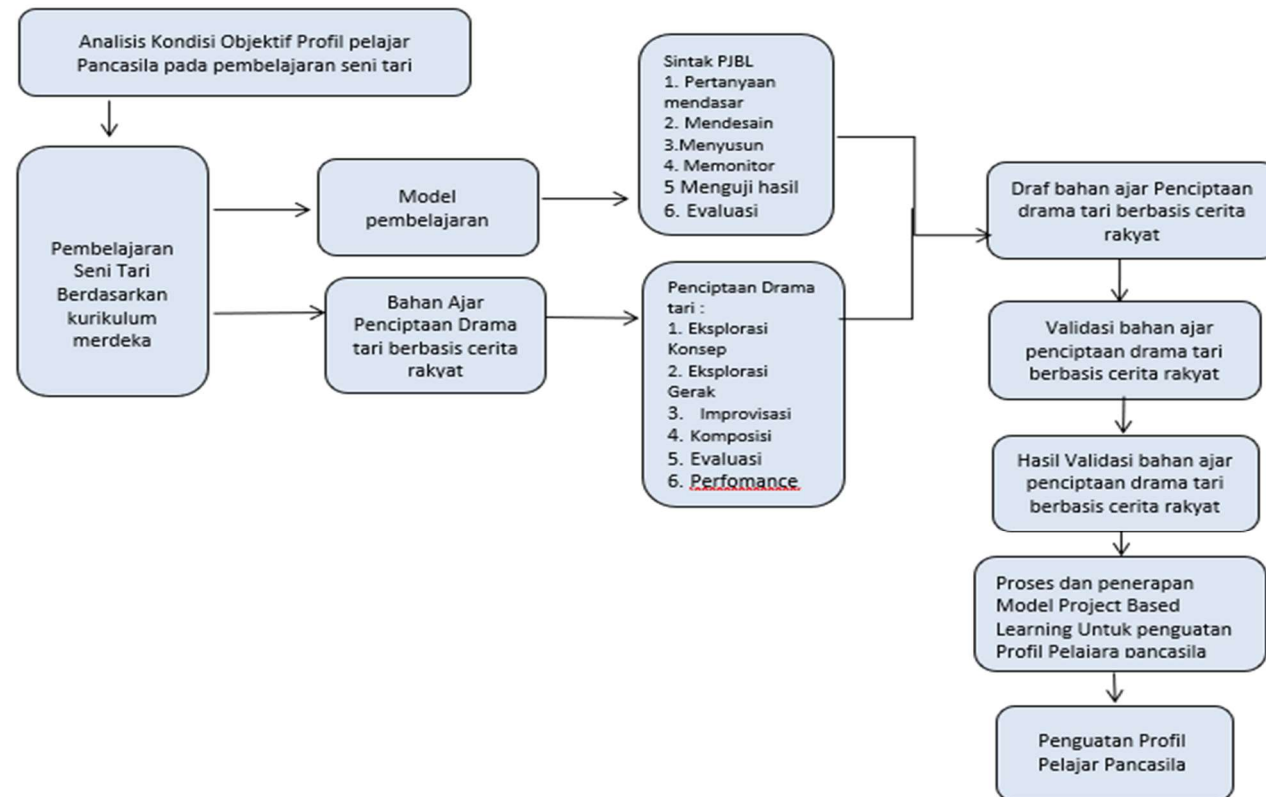 Analisis Kondisi Objektif Profil pelajar
Pancasila pada pembelajaran seni tari
Pembelajaran
Seni Tari
Berdasarkan
kurikulum
merdeka
Model
pembelajaran
Bahan Ajar
Penciptaan Drama
tari berbasis cerita
rakyat
Sintak PJBL
1. Pertanyaan
mendasar
2. Mendesain
3.Menyusun
4. Memonitor
5 Menguji hasil
6. Evaluasi
Penciptaan Drama
tari :
1. Eksplorasi
Konsep
2. Eksplorasi
Gerak
3. Improvisasi
4. Komposisi
5. Evaluasi
6. Perfomance
Draf bahan ajar Penciptaan
drama tari berbasis cerita
rakyat
Validasi bahan ajar
penciptaan drama tari
berbasis cerita rakyat
Hasil Validasi bahan ajar
penciptaan drama tari
berbasis cerita rakyat
Proses dan penerapan
Model Project Based
Learning Untuk penguatan
Profil Pelajara pancasila
Penguatan Profil
Pelajar Pancasila